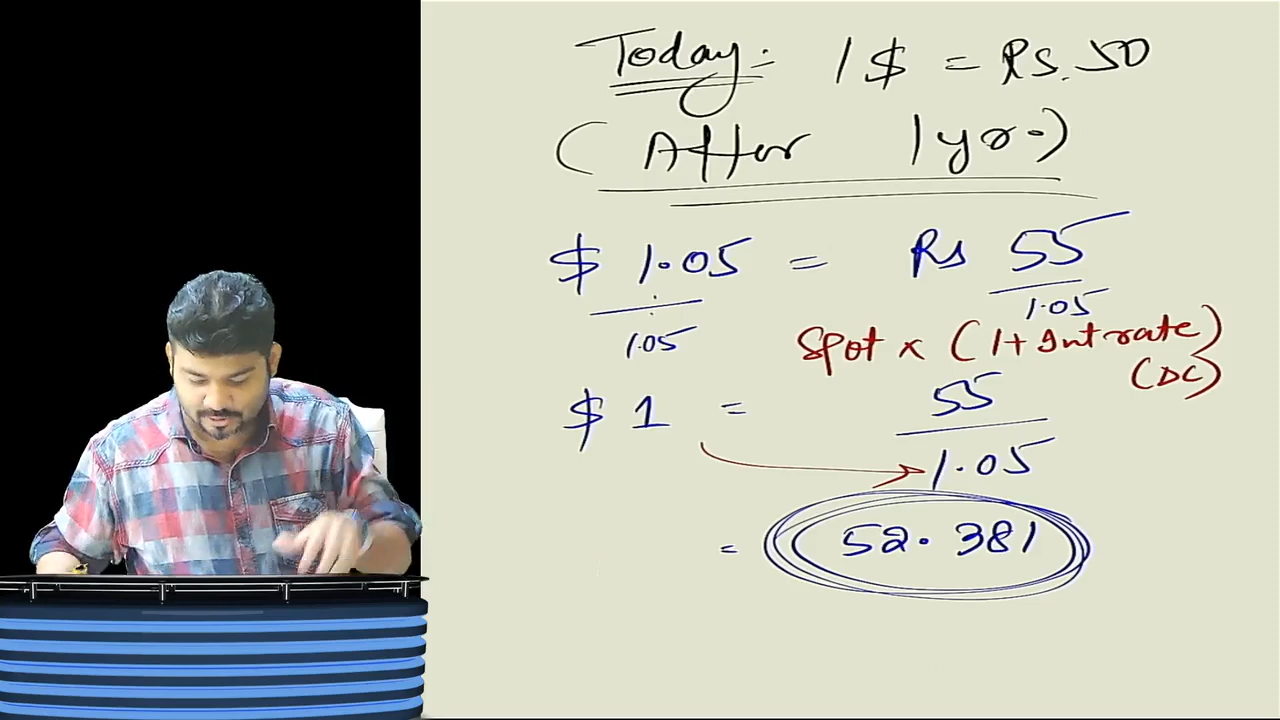 Today: 1 $ = Rs. 50
(After 1yr.)
$ 1.05 = Rs 55
1.05 1.05
Spot x (1+Int rate)
(DC)
$ 1 = 55
1.05
= 52.381